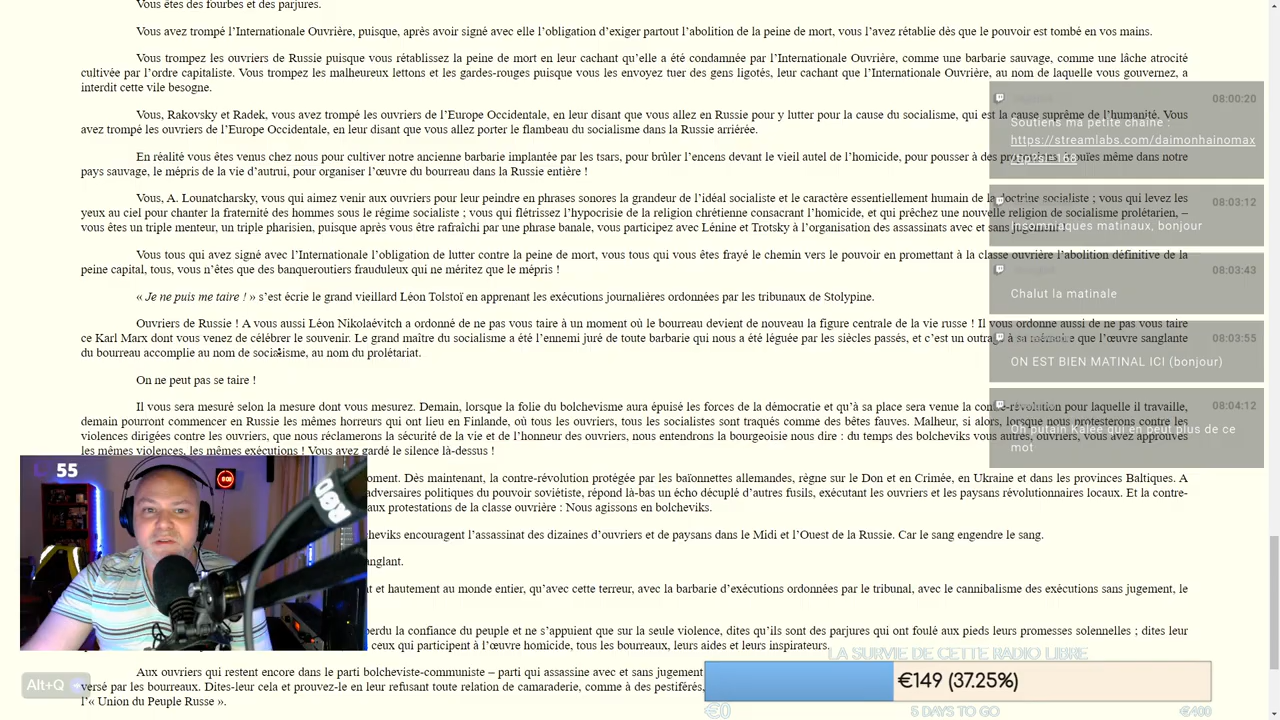 Vous êtes des fourbes et des parjures.
Vous avez trompé l’Internationale Ouvrière, puisque, après avoir signé avec elle l’obligation d’exiger partout l’abolition de la peine de mort, vous l’avez rétablie dès que le pouvoir est tombé en vos mains.
Vous trompez les ouvriers de Russie puisque vous rétablissez la peine de mort en leur cachant qu’elle a été condamnée par l’Internationale Ouvrière, comme une barbarie sauvage, comme une lâche atrocité
cultivée par l’ordre capitaliste. Vous trompez les malheureux lettons et les gardes-rouges puisque vous les envoyez tuer des gens ligotés, leur cachant que l’Internationale Ouvrière, au nom de laquelle vous gouvernez, a
interdit cette vile besogne.
Vous, Rakovsky et Radek, vous avez trompé les ouvriers de l’Europe Occidentale, en leur disant que vous allez en Russie pour y lutter pour la cause du socialisme, qui est la cause suprême de l’humanité. Vous
avez trompé les ouvriers de l’Europe Occidentale, en leur disant que vous allez porter le flambeau du socialisme dans la Russie arriérée.
En réalité vous êtes venus chez nous pour cultiver notre ancienne barbarie implantée par les tsars, pour brûler l’encens devant le vieil autel de l’homicide, pour pousser à des même dans notre
pays sauvage, le mépris de la vie d’autrui, pour organiser l’œuvre du bourreau dans la Russie entière !
Vous, A. Lounatcharsky, vous qui aimez venir aux ouvriers pour leur peindre en phrases sonores la grandeur de l’idéal socialiste et le caractère essentiellement humain de la doctrine socialiste ; vous qui levez les
yeux au ciel pour chanter la fraternité des hommes sous le régime socialiste ; vous qui flétrissez l’hypocrisie de la religion chrétienne consacrant l’homicide, et qui prêchez une nouvelle religion de socialisme prolétarien, –
vous êtes un triple menteur, un triple pharisien, puisque après vous être rafraîchi par une phrase banale, vous participez avec Lénine et Trotsky à l’organisation des assassinats avec et sans jugement !
Vous tous qui avez signé avec l’Internationale l’obligation de lutter contre la peine de mort, vous tous qui vous êtes frayé le chemin vers le pouvoir en promettant à la classe ouvrière l’abolition définitive de la
peine capital, tous, vous n’êtes que des banqueroutiers frauduleux qui ne méritez que le mépris !
« Je ne puis me taire ! » s’est écrie le grand vieillard Léon Tolstoï en apprenant les exécutions journalières ordonnées par les tribunaux de Stolypine.
Ouvriers de Russie ! A vous aussi Léon Nikolaévitch a ordonné de ne pas vous taire à un moment où le bourreau devient de nouveau la figure centrale de la vie russe ! Il vous ordonne aussi de ne pas vous taire
ce Karl Marx dont vous venez de célébrer le souvenir. Le grand maître du socialisme a été l’ennemi juré de toute barbarie qui nous a été léguée par les siècles passés, et c’est un outrage à sa mémoire que l’œuvre sanglante
du bourreau accomplie au nom de socialisme, au nom du prolétariat.
On ne peut pas se taire !
Il vous sera mesuré selon la mesure dont vous mesurez. Demain, lorsque la folie du bolchevisme aura épuisé les forces de la démocratie et qu’à sa place sera venue la contre-révolution pour laquelle il travaille,
demain pourront commencer en Russie les mêmes horreurs qui ont lieu en Finlande, où tous les ouvriers, tous les socialistes sont traqués comme des bêtes fauves. Malheur, si alors, lorsque nous protesterons contre les
violences dirigées contre les ouvriers, que nous réclamerons la sécurité de la vie et de l’honneur des ouvriers, nous entendrons la bourgeoisie nous dire : du temps des bolcheviks vous autres, ouvriers, vous avez approuvés
les mêmes violences, les mêmes exécutions ! Vous avez gardé le silence là-dessus !
moment. Dès maintenant, la contre-révolution protégée par les baïonnettes allemandes, règne sur le Don et en Crimée, en Ukraine et dans les provinces Baltiques. A
adversaires politiques du pouvoir soviétiste, répond là-bas un écho décuplé d’autres fusils, exécutant les ouvriers et les paysans révolutionnaires locaux. Et la contre-
aux protestations de la classe ouvrière : Nous agissons en bolcheviks.
encouragent l’assassinat des dizaines d’ouvriers et de paysans dans le Midi et l’Ouest de la Russie. Car le sang engendre le sang.
et hautement au monde entier, qu’avec cette terreur, avec la barbarie d’exécutions ordonnées par le tribunal, avec le cannibalisme des exécutions sans jugement, le
perdu la confiance du peuple et ne s’appuient que sur la seule violence, dites qu’ils sont des parjures qui ont foulé aux pieds leurs promesses solennelles ; dites leur
ceux qui participent à l’œuvre homicide, tous les bourreaux, leurs aides et leurs inspirateurs.
Aux ouvriers qui restent encore dans le parti bolcheviste-communiste – parti qui assassine avec et sans jugement
versé par les bourreaux. Dites-leur cela et prouvez-le en leur refusant toute relation de camaraderie, comme à des pestiférés,
l’« Union du Peuple Russe ».
08:00:20
Soutiens ma petite chaîne :
https://streamlabs.com/daimonhainomax
08:03:12
Insomniaques matinaux, bonjour
08:03:43
Chalut la matinale
08:03:55
ON EST BIEN MATINAL ICI (bonjour)
08:04:12
Oh putain Kalee qui en peut plus de ce
mot
55
Alt+Q
LA SURVIE DE CETTE RADIO LIBRE
€149 (37.25%)
€0
5 DAYS TO GO
€400